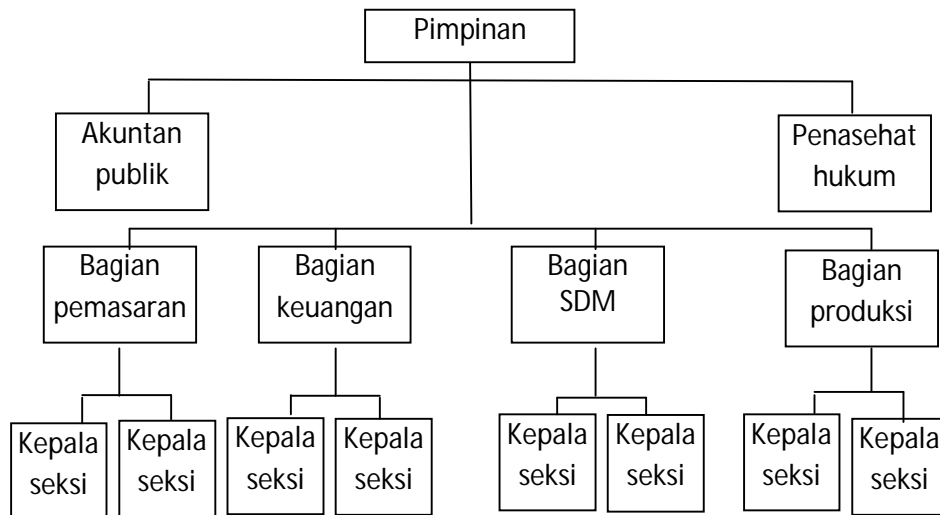 Pimpinan
Akuntan
publik
Penasehat
hukum
Bagian
pemasaran
Bagian
keuangan
Bagian
SDM
Bagian
produksi
Kepala
seksi
Kepala
seksi
Kepala
seksi
Kepala
seksi
Kepala
seksi
Kepala
seksi
Kepala
seksi
Kepala
seksi